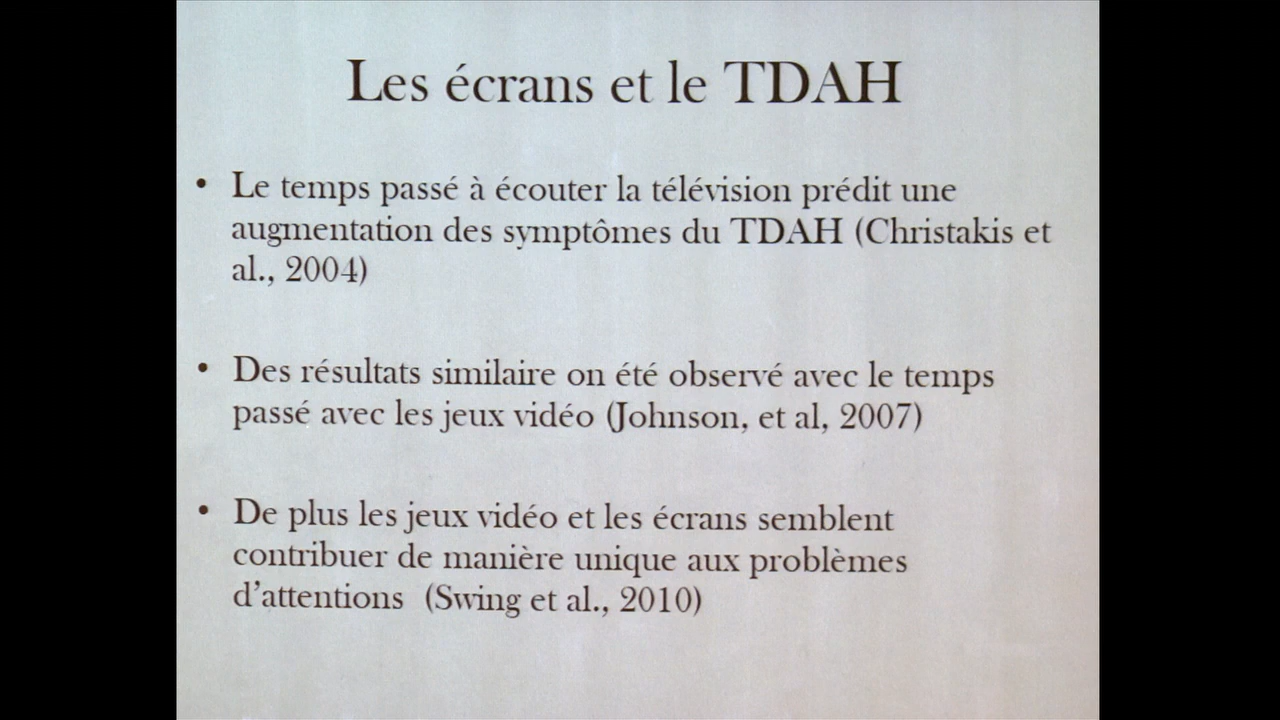 Les écrans et le TDAH
• Le temps passé à écouter la télévision prédit une
augmentation des symptômes du TDAH (Christakis et
al., 2004)
• Des résultats similaire on été observé avec le temps
passé avec les jeux vidéo (Johnson, et al, 2007)
• De plus les jeux vidéo et les écrans semblent
contribuer de manière unique aux problèmes
d'attentions (Swing et al., 2010)